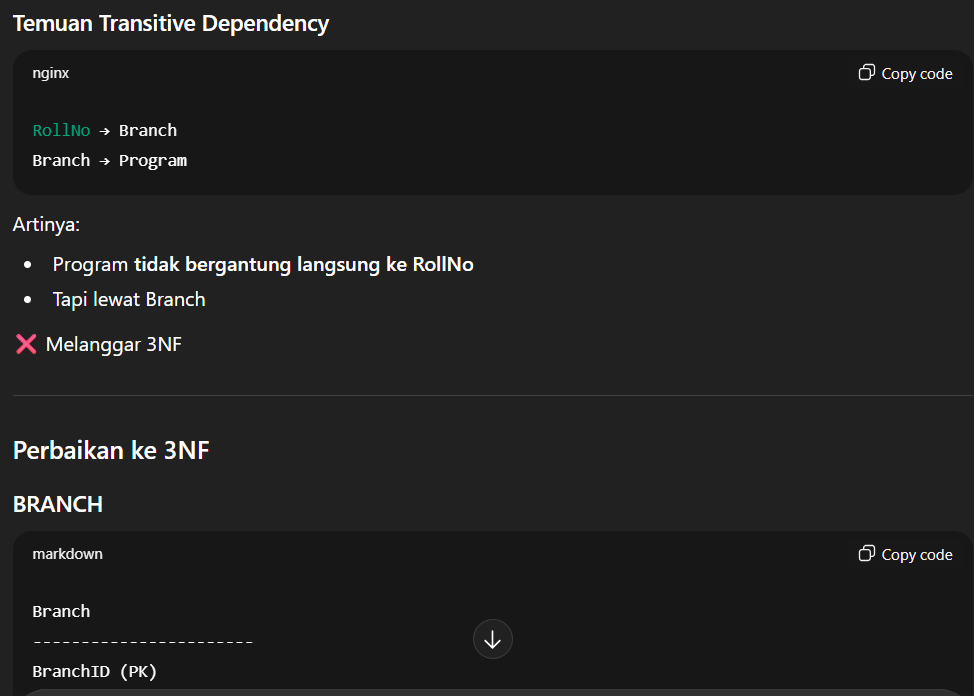 Temuan Transitive Dependency
nginx
Copy code
RollNo → Branch
Branch → Program
Artinya:
• Program tidak bergantung langsung ke RollNo
• Tapi lewat Branch
❌ Melanggar 3NF
Perbaikan ke 3NF
BRANCH
markdown
Copy code
Branch
-----------------------
BranchID (PK)